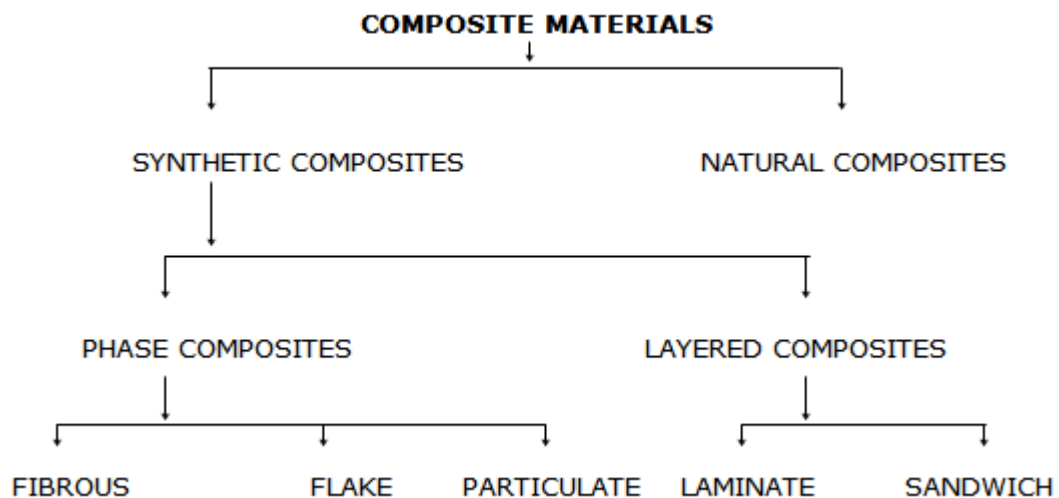 COMPOSITE MATERIALS
SYNTHETIC COMPOSITES NATURAL COMPOSITES
PHASE COMPOSITES LAYERED COMPOSITES
FIBROUS FLAKE PARTICULATE LAMINATE SANDWICH